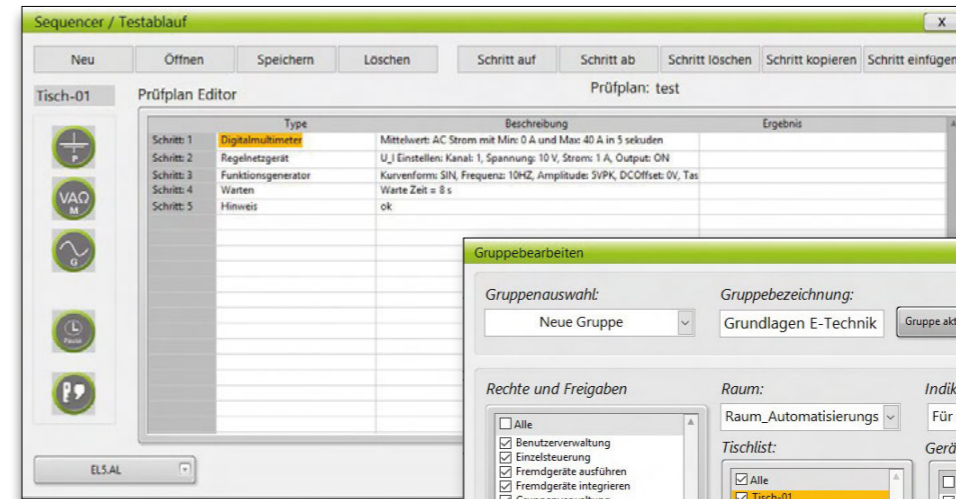 Sequencer / Testablauf
X
Neu Öffnen Speichern Löschen Schritt auf Schritt ab Schritt löschen Schritt kopieren Schritt einfügen
Tisch-01 Prüfplan Editor Prüfplan: test
Type Beschreibung Ergebnis
Schritt: 1 Digitalmultimeter Mittelwert: AC Strom mit Min: 0 A und Max: 40 A in 5 sekuden
Schritt: 2 Regelnetzgerät U_I Einstellen: Kanal: 1, Spannung: 10 V, Strom: 1 A, Output: ON
Schritt: 3 Funktionsgenerator Kurvenform: SIN, Frequenz: 10HZ, Amplitude: 5VPK, DCOffset: 0V, Tas
Schritt: 4 Warten Warte Zeit = 8 s
Schritt: 5 Hinweis ok
P
VAΩ
M
G
Pause
EL5.AL
Gruppebearbeiten
Gruppenauswahl: Gruppebezeichnung:
Neue Gruppe Grundlagen E-Technik Gruppe akt
Rechte und Freigaben Raum: Indik
Raum_Automatisierungs Für
Alle
Benutzerverwaltung
Einzelsteuerung
Fremdgeräte ausführen
Fremdgeräte integrieren
Tischlist: Gerä
Alle
Tisch-01